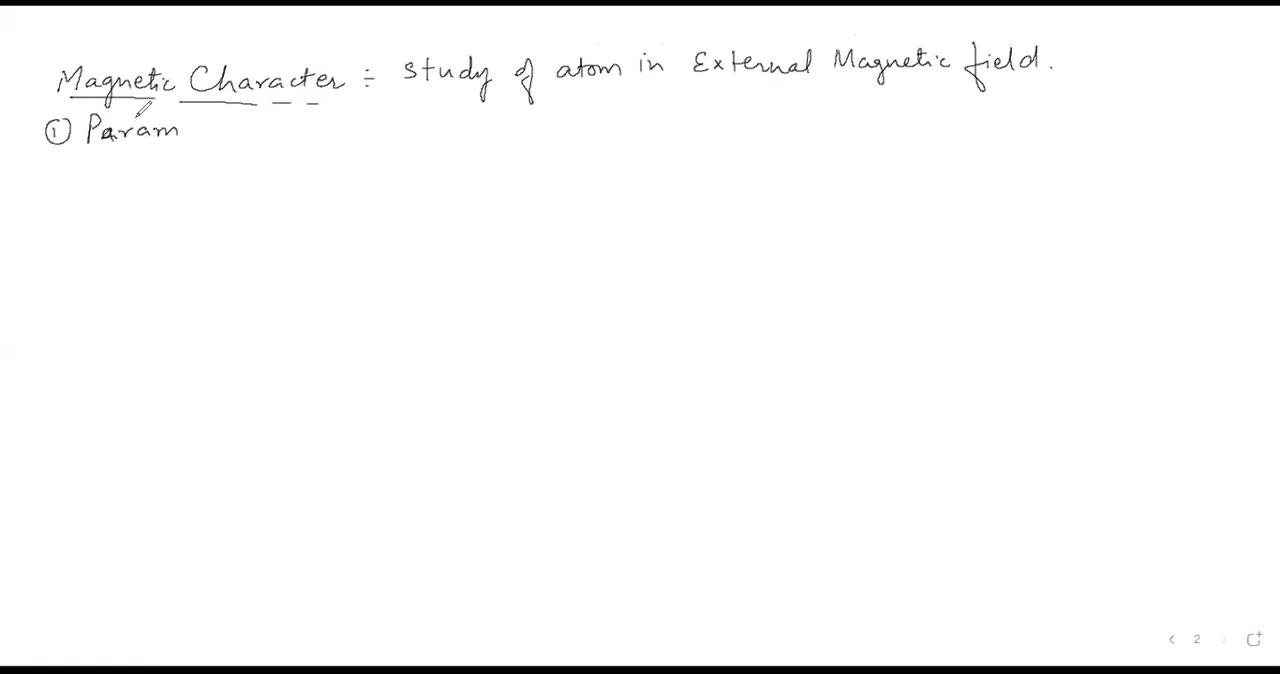 Magnetic Character ÷ study of atom in External Magnetic field.
① Param
< 2 >